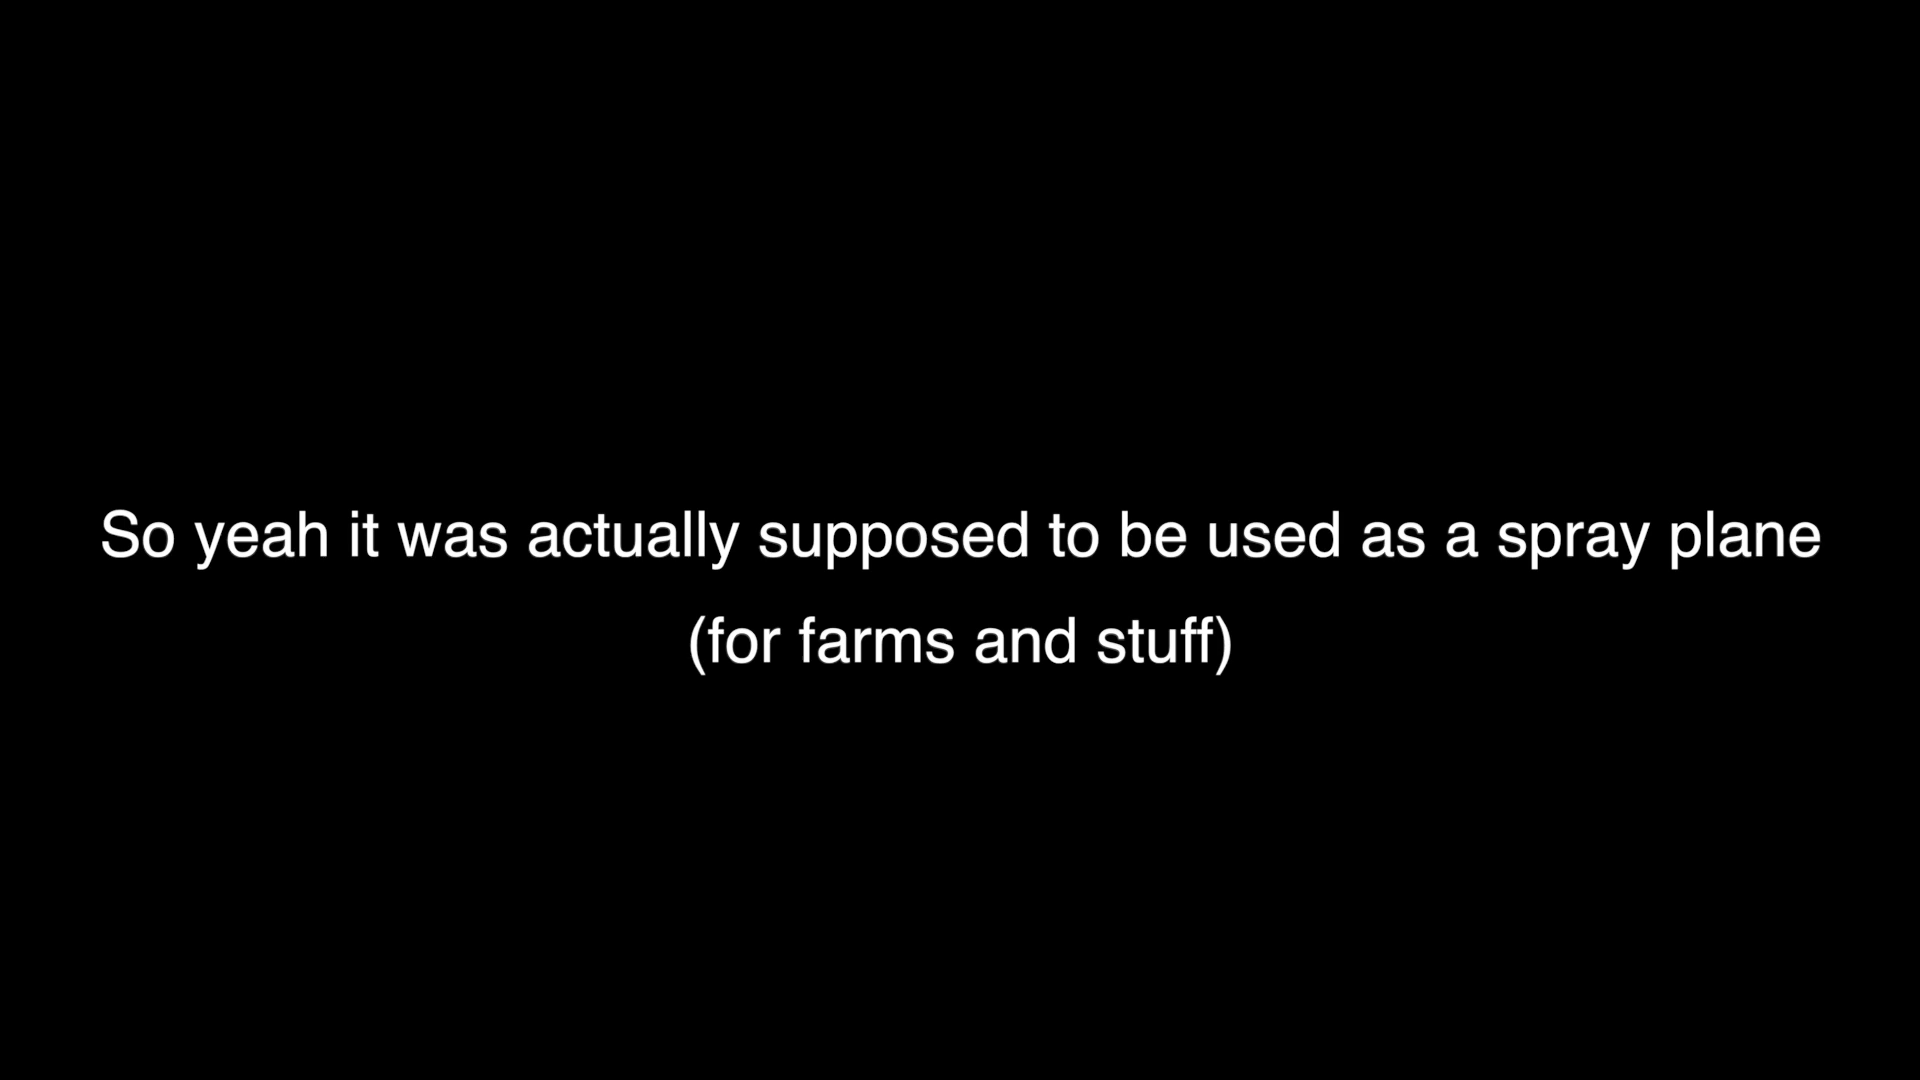 So yeah it was actually supposed to be used as a spray plane
(for farms and stuff)